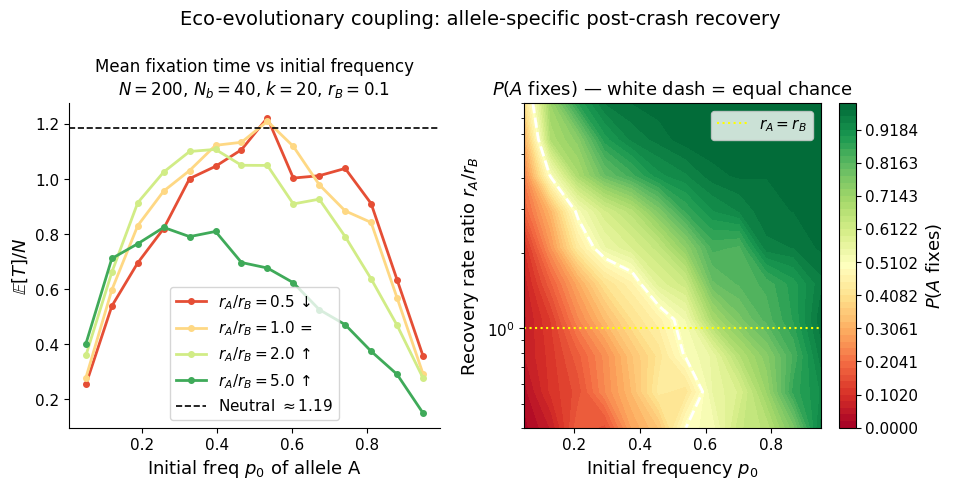 Eco-evolutionary coupling: allele-specific post-crash recovery
Mean fixation time vs initial frequency
N = 200, N_b = 40, k = 20, r_B = 0.1
𝔼[T]/N
1.2
1.0
0.8
0.6
0.4
0.2
r_A/r_B = 0.5 ↓
r_A/r_B = 1.0 =
r_A/r_B = 2.0 ↑
r_A/r_B = 5.0 ↑
Neutral ≈1.19
0.2 0.4 0.6 0.8
Initial freq p_0 of allele A
P(A fixes) — white dash = equal chance
Recovery rate ratio r_A/r_B
10^0
r_A = r_B
0.2 0.4 0.6 0.8
Initial frequency p_0
0.9184
0.8163
0.7143
0.6122
0.5102
0.4082
0.3061
0.2041
0.1020
0.0000
P(A fixes)